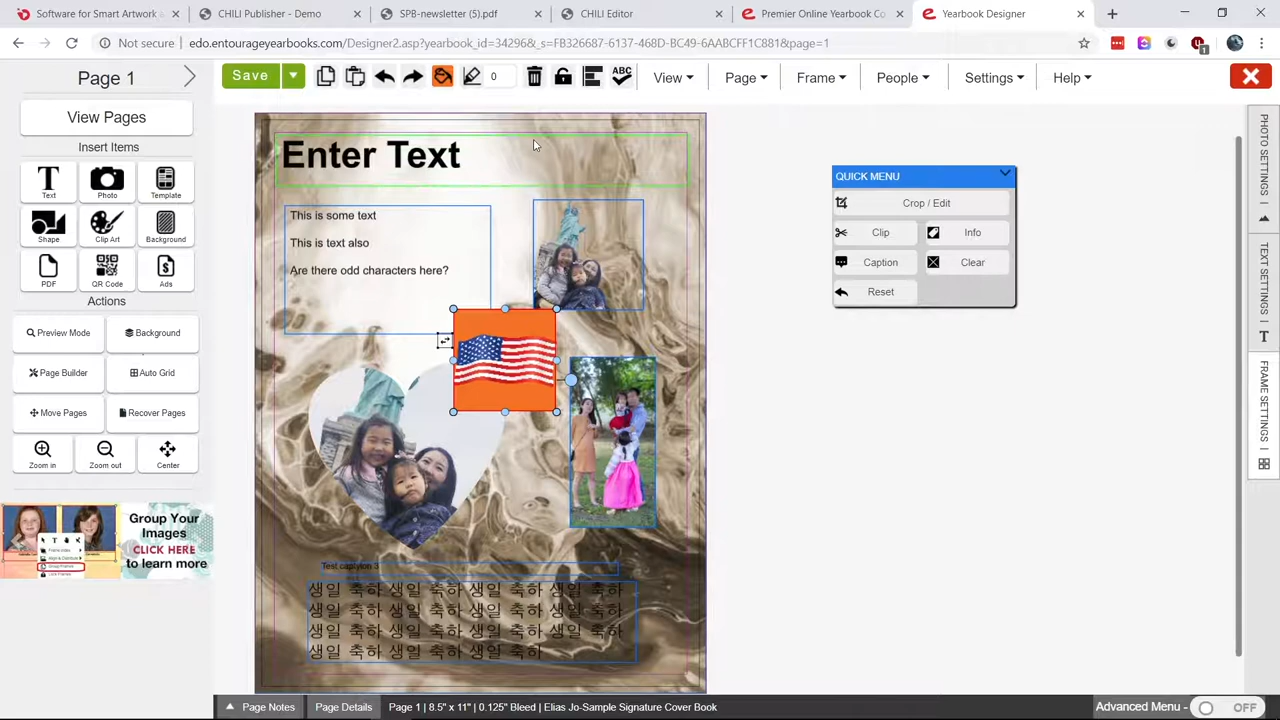 Software for Smart Artwork a
CHILI Publisher - Demo
SPB-newsletter (5).pdf
CHILI Editor
Premier Online Yearbook Co
Yearbook Designer
Not secure | edo.entourageyearbooks.com/Designer2.asp?yearbook_id=34296&_s=FB326687-6137-468D-BC49-6AABCFF1C881&page=1
Page 1
Save
0
ABC
View
Page
Frame
People
Settings
Help
View Pages
Insert Items
Text
Photo
Template
Shape
Clip Art
Background
PDF
QR Code
Ads
Actions
Preview Mode
Background
Page Builder
Auto Grid
Move Pages
Recover Pages
Zoom in
Zoom out
Center
Group Your
Images
CLICK HERE
to learn more
Enter Text
This is some text
This is text also
Are there odd characters here?
Test captyion 3
생일 축하 생일 축하 생일 축하 생일 축하
생일 축하 생일 축하 생일 축하 생일 축하
생일 축하 생일 축하 생일 축하 생일 축하
생일 축하 생일 축하 생일 축하
QUICK MENU
Crop / Edit
Clip
Info
Caption
Clear
Reset
PHOTO SETTINGS
TEXT SETTINGS
FRAME SETTINGS
Page Notes
Page Details
Page 1 | 8.5" x 11" | 0.125" Bleed | Elias Jo-Sample Signature Cover Book
Advanced Menu -
OFF